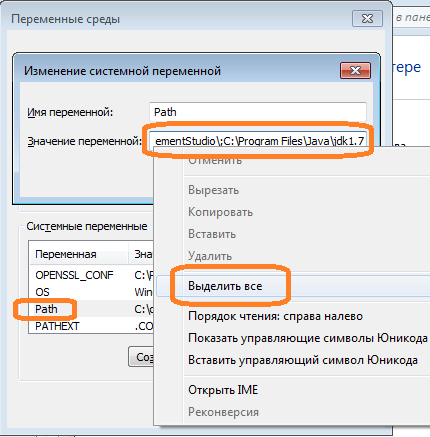 Переменные среды
в пане
Изменение системной переменной
тере
Имя переменной: Path
Значение переменной: ementStudio\;C:\Program Files\Java\jdk1.7
Отменить
Вырезать
Копировать
Вставить
Удалить
Выделить все
Порядок чтения: справа налево
Показать управляющие символы Юникода
Вставить управляющий символ Юникода
Открыть IME
Реконверсия
Системные переменные
Переменная Зна
OPENSSL_CONF C:\P
OS Win
Path
PATHEXT .CO
Соз